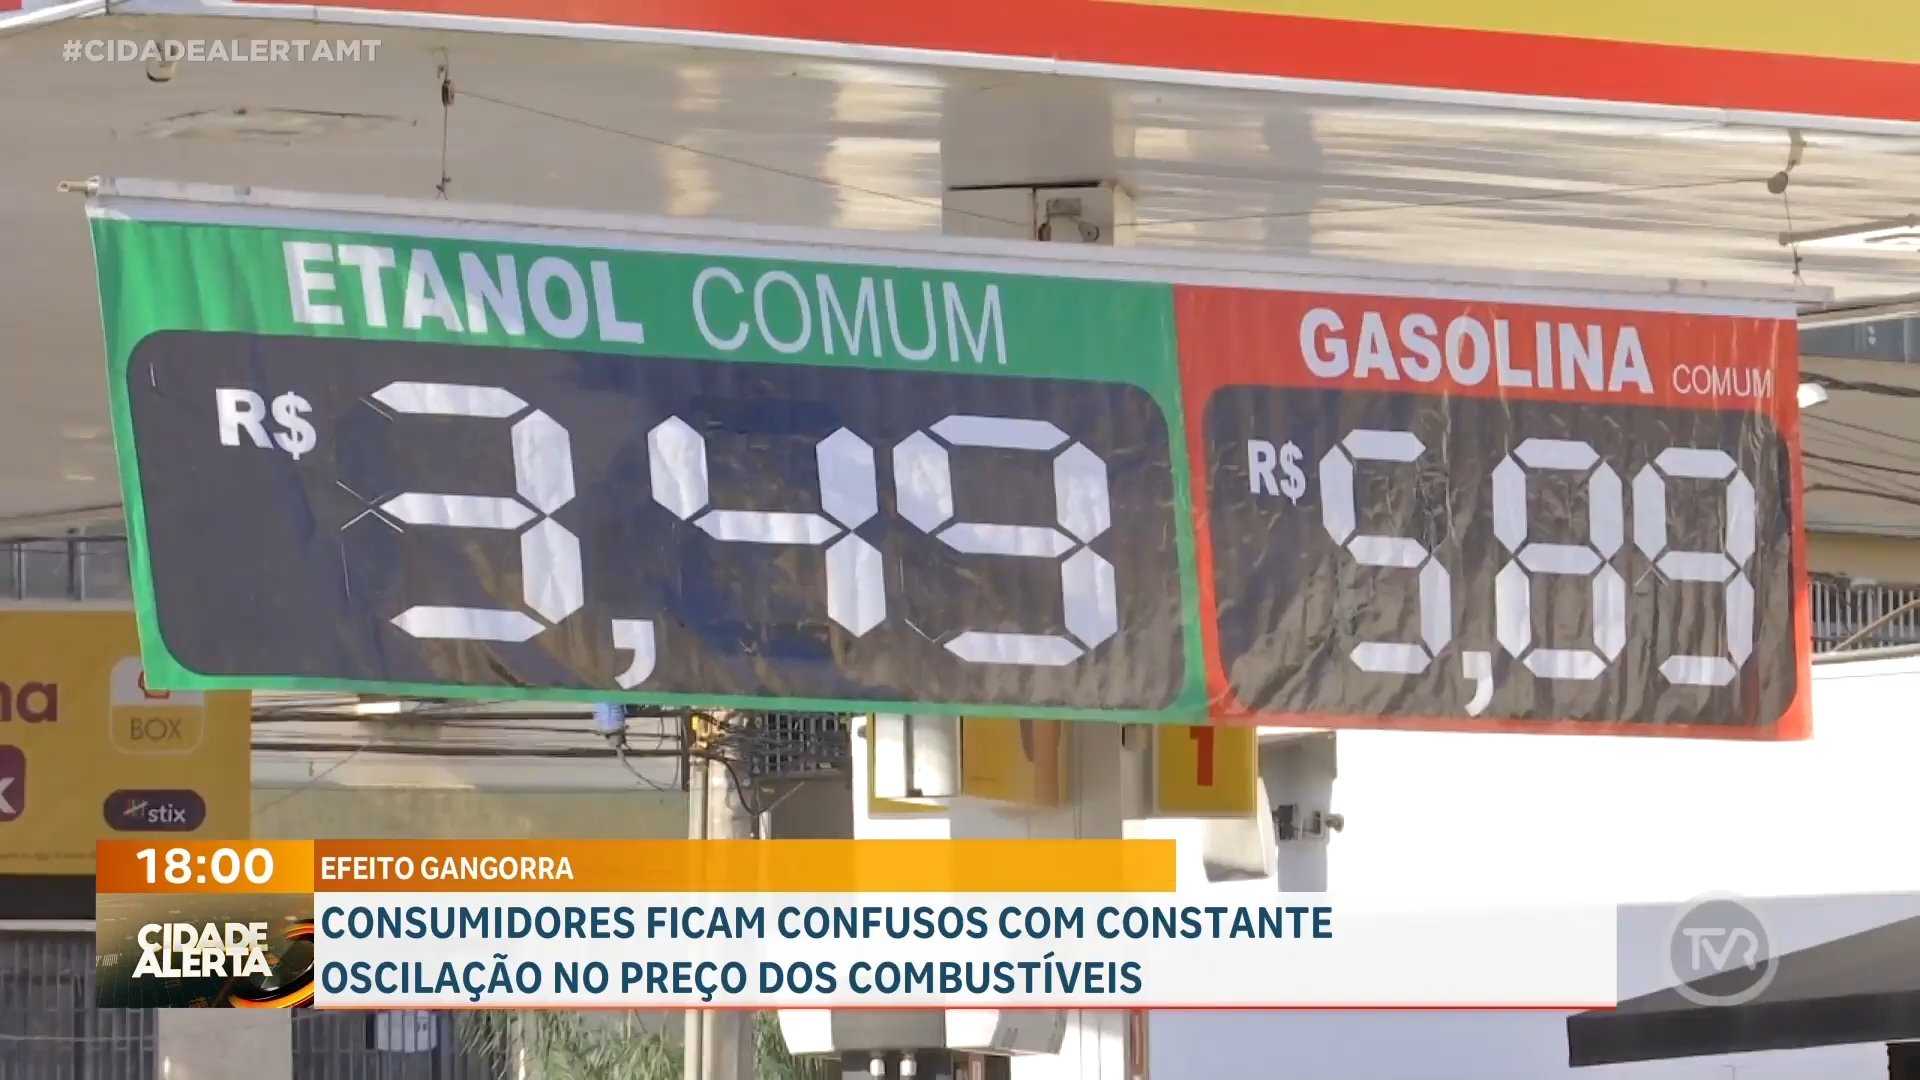 #CIDADEALERTAMT
ETANOL COMUM
R$ 3,49
GASOLINA COMUM
R$ 5,89
BOX
stix
1
18:00
EFEITO GANGORRA
CIDADE
ALERTA
CONSUMIDORES FICAM CONFUSOS COM CONSTANTE
OSCILAÇÃO NO PREÇO DOS COMBUSTÍVEIS
TVR